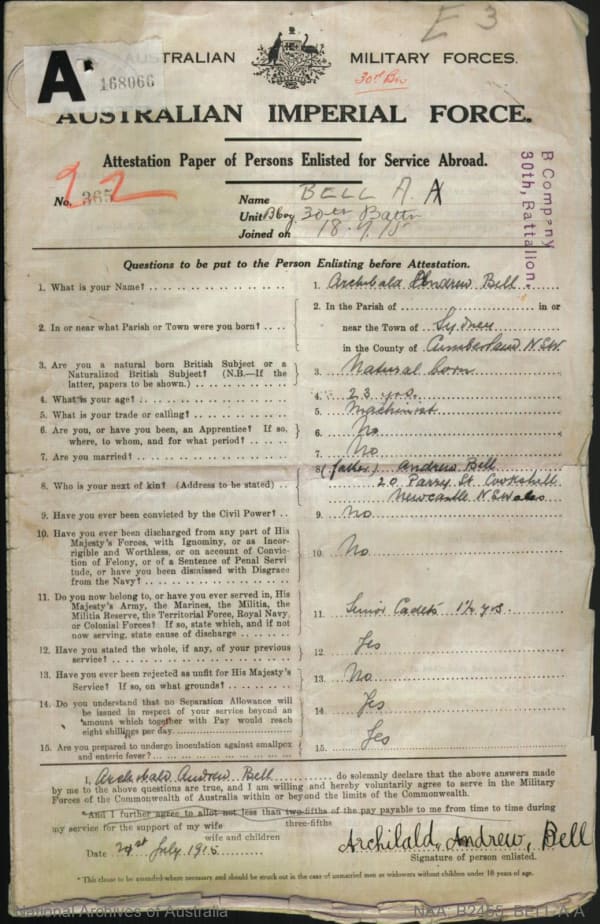 E 3
A
168066
AUSTRALIAN MILITARY FORCES.
30th Bn
AUSTRALIAN IMPERIAL FORCE.
Attestation Paper of Persons Enlisted for Service Abroad.
B Company
30th, Battalion.
No. 365
22
Name BELL A. A
Unit B Coy 30th Battn
Joined on 18.7.15
Questions to be put to the Person Enlisting before Attestation.
1. What is your Name? 1. Archibald Andrew Bell
2. In or near what Parish or Town were you born? 2. In the Parish of in or
near the Town of Sydney
in the County of Cumberland NSW.
3. Are you a natural born British Subject or a
Naturalized British Subject? (N.B.—If the
latter, papers to be shown.) 3. Natural born
4. What is your age? 4. 23 yrs.
5. What is your trade or calling? 5. Machinist
6. Are you, or have you been, an Apprentice? If so,
where, to whom, and for what period? 6. No
7. Are you married? 7. No
8. Who is your next of kin? (Address to be stated) 8 (father) Andrew Bell
20 Parry St. Cookshill
Newcastle N.S.Wales
9. Have you ever been convicted by the Civil Power? 9. No
10. Have you ever been discharged from any part of His
Majesty's Forces, with Ignominy, or as Incor-
rigible and Worthless, or on account of Convic-
tion of Felony, or of a Sentence of Penal Servi
tude, or have you been dismissed with Disgrace
from the Navy? 10. No
11. Do you now belong to, or have you ever served in, His
Majesty's Army, the Marines, the Militia, the
Militia Reserve, the Territorial Force, Royal Navy,
or Colonial Forces? If so, state which, and if not
now serving, state cause of discharge 11. Senior Cadets yrs.
12. Have you stated the whole, if any, of your previous
service? 12. Yes
13. Have you ever been rejected as unfit for His Majesty's
Service? If so, on what grounds? 13. No
14. Do you understand that no Separation Allowance will
be issued in respect of your service beyond an
amount which together with Pay would reach
eight shillings per day 14. Yes
15. Are you prepared to undergo inoculation against smallpox
and enteric fever? 15. Yes
I, Archibald Andrew Bell do solemnly declare that the above answers made
by me to the above questions are true, and I am willing and hereby voluntarily agree to serve in the Military
Forces of the Commonwealth of Australia within or beyond the limits of the Commonwealth.
*And I further agree to allot not less than two-fifths of the pay payable to me from time to time during
three-fifths
my service for the support of my wife
wife and children
Date July 1915 Archibald, Andrew, Bell
Signature of person enlisted.
* This clause to be amended where necessary and should be struck out in the case of unmarried men or widowers without children under 18 years of age.
National Archives of Australia NAA: B2455, BELL A A